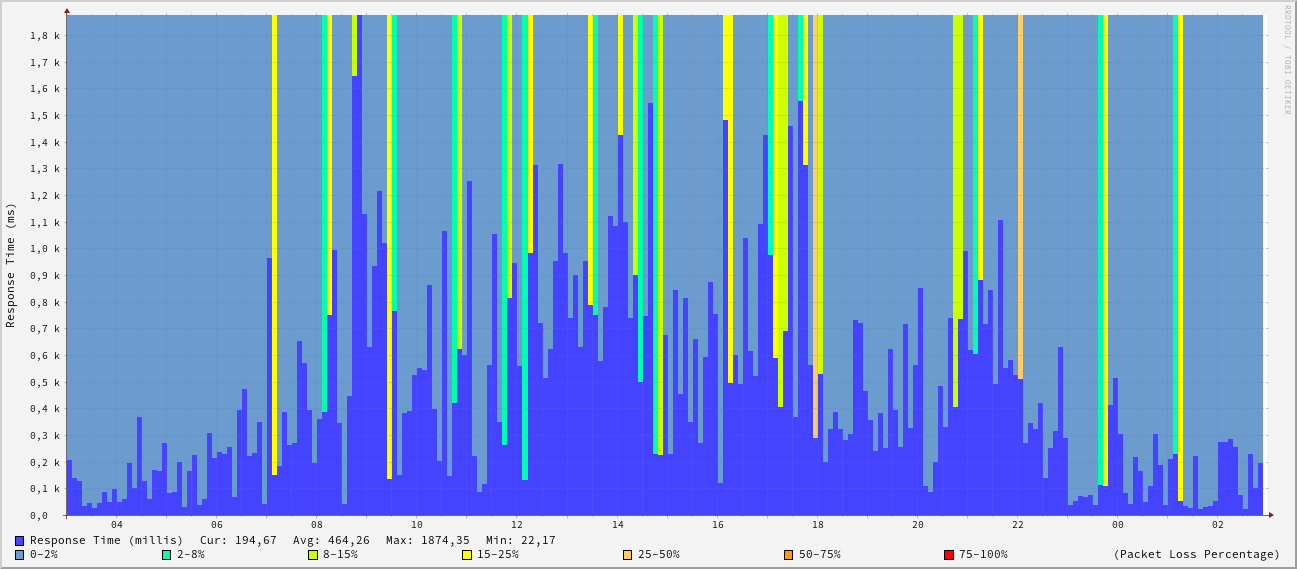 RRDTOOL / TOBI OETIKER
Response Time (ms)
1,8 k
1,7 k
1,6 k
1,5 k
1,4 k
1,3 k
1,2 k
1,1 k
1,0 k
0,9 k
0,8 k
0,7 k
0,6 k
0,5 k
0,4 k
0,3 k
0,2 k
0,1 k
0,0
04 06 08 10 12 14 16 18 20 22 00 02
Response Time (millis) Cur: 194,67 Avg: 464,26 Max: 1874,35 Min: 22,17
0-2% 2-8% 8-15% 15-25% 25-50% 50-75% 75-100% (Packet Loss Percentage)